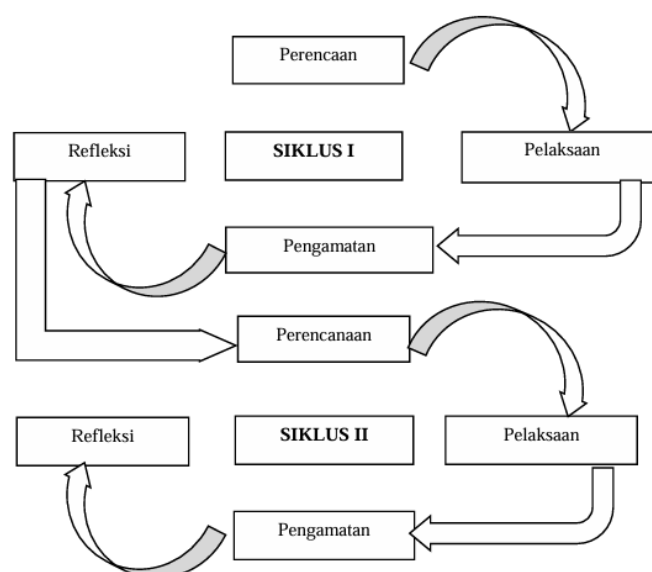 Perencaan
Refleksi
SIKLUS I
Pelaksaan
Pengamatan
Perencanaan
Refleksi
SIKLUS II
Pelaksaan
Pengamatan